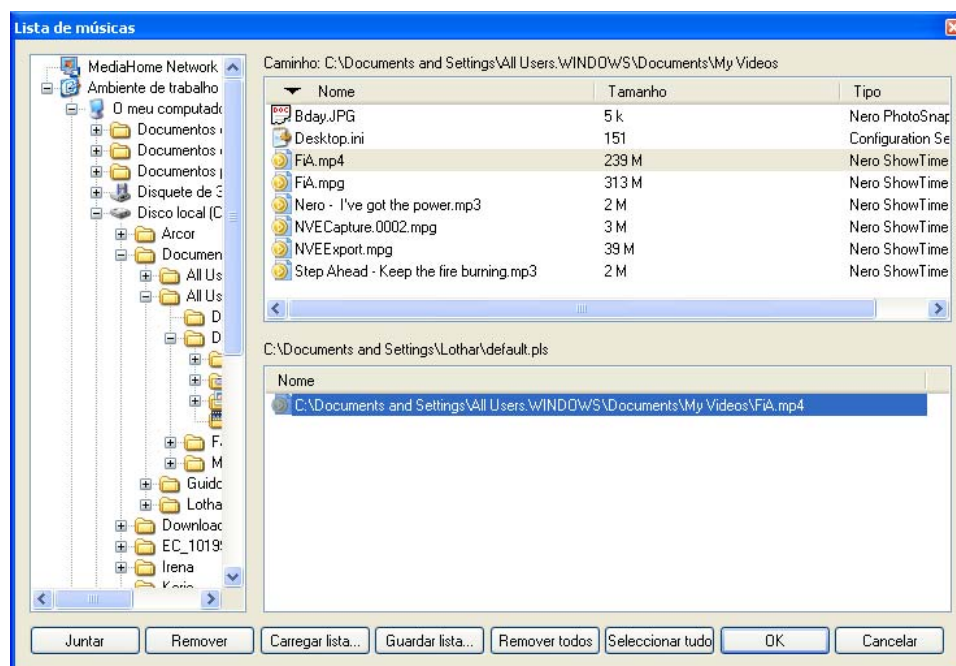 Lista de músicas
MediaHome Network
Ambiente de trabalho
O meu computado
Documentos
Documentos
Documentos
Disquete de 3
Disco local (C
Arcor
Documen
All Us
All Us
D
D
F
M
Guido
Lotha
Download
EC_1019
Irena
Caminho: C:\Documents and Settings\All Users.WINDOWS\Documents\My Videos
Nome Tamanho Tipo
Bday.JPG 5 k Nero PhotoSnap
Desktop.ini 151 Configuration Se
FiA.mp4 239 M Nero ShowTime
FiA.mpg 313 M Nero ShowTime
Nero - I've got the power.mp3 2 M Nero ShowTime
NVECapture.0002.mpg 3 M Nero ShowTime
NVEExport.mpg 39 M Nero ShowTime
Step Ahead - Keep the fire burning.mp3 2 M Nero ShowTime
C:\Documents and Settings\Lothar\default.pls
Nome
C:\Documents and Settings\All Users.WINDOWS\Documents\My Videos\FiA.mp4
Juntar Remover Carregar lista... Guardar lista... Remover todos Seleccionar tudo OK Cancelar